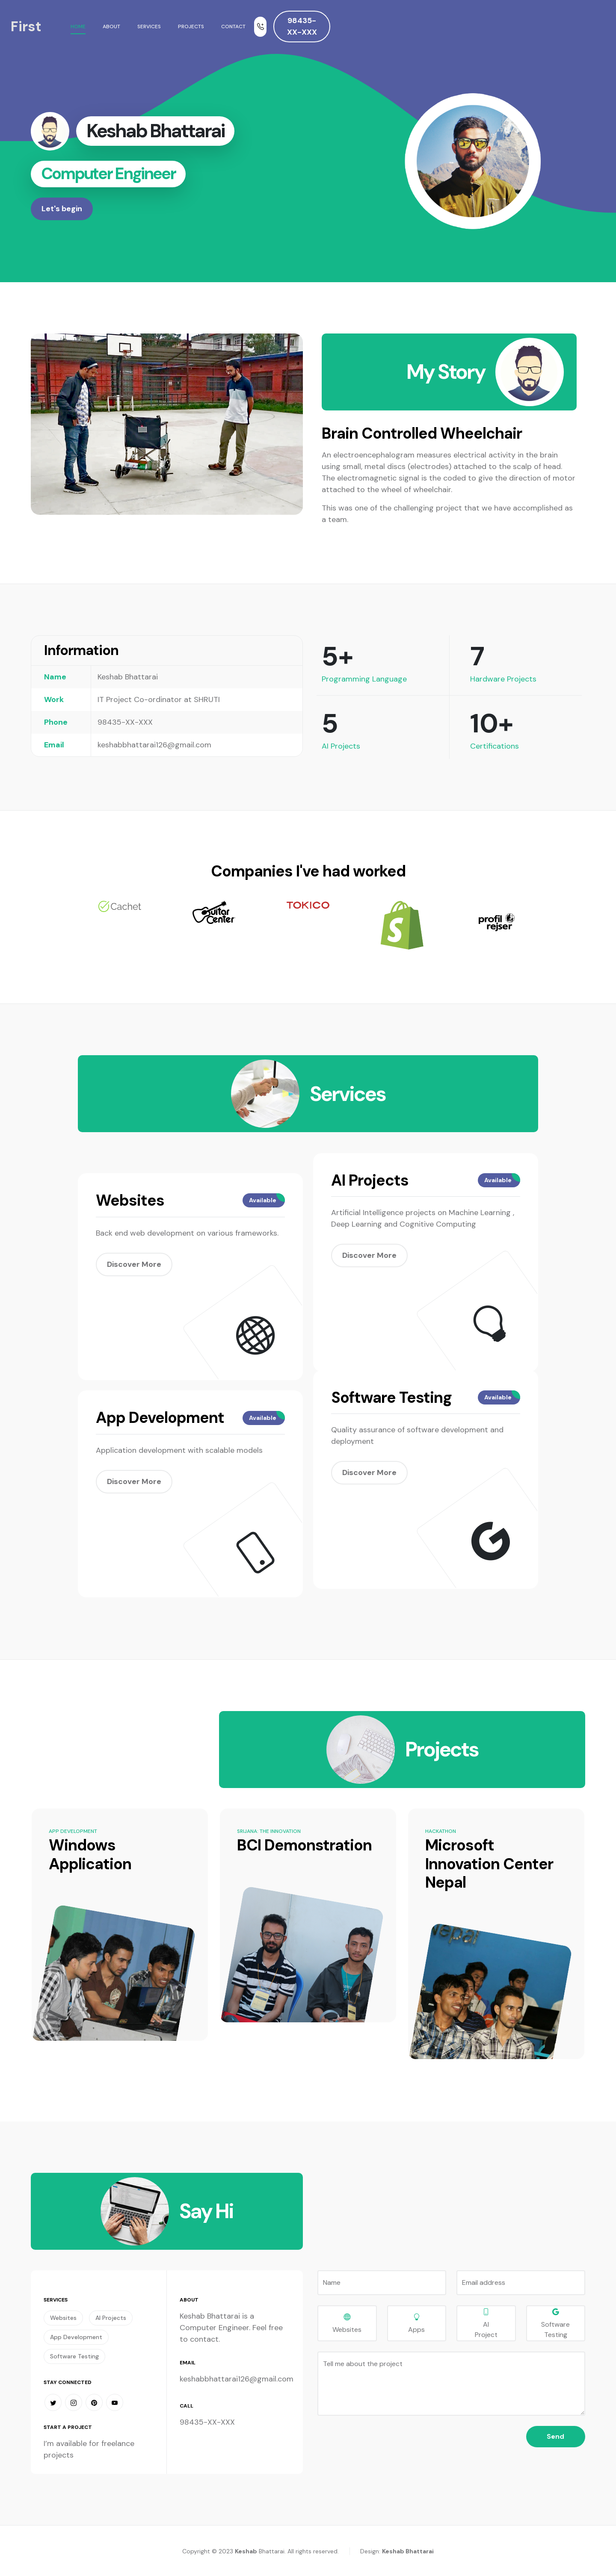 First
HOME
ABOUT
SERVICES
PROJECTS
CONTACT
98435-
XX-XXX
Keshab Bhattarai
Computer Engineer
Let's begin
My Story
Brain Controlled Wheelchair
An electroencephalogram measures electrical activity in the brain
using small, metal discs (electrodes) attached to the scalp of head.
The electromagnetic signal is the coded to give the direction of motor
attached to the wheel of wheelchair.
This was one of the challenging project that we have accomplished as
a team.
Information
Name Keshab Bhattarai
Work IT Project Co-ordinator at SHRUTI
Phone 98435-XX-XXX
Email keshabbhattarai126@gmail.com
5+
Programming Language
7
Hardware Projects
5
AI Projects
10+
Certifications
Companies I've had worked
Cachet
Guitar
Center
TOKICO
S
profil
rejser
Services
Websites
Available
Back end web development on various frameworks.
Discover More
AI Projects
Available
Artificial Intelligence projects on Machine Learning ,
Deep Learning and Cognitive Computing
Discover More
App Development
Available
Application development with scalable models
Discover More
Software Testing
Available
Quality assurance of software development and
deployment
Discover More
Projects
APP DEVELOPMENT
Windows
Application
SRIJANA: THE INNOVATION
BCI Demonstration
HACKATHON
Microsoft
Innovation Center
Nepal
Say Hi
SERVICES
Websites
AI Projects
App Development
Software Testing
STAY CONNECTED
START A PROJECT
I'm available for freelance
projects
ABOUT
Keshab Bhattarai is a
Computer Engineer. Feel free
to contact.
EMAIL
keshabbhattarai126@gmail.com
CALL
98435-XX-XXX
Name
Email address
Websites
Apps
AI
Project
Software
Testing
Tell me about the project
Send
Copyright © 2023 Keshab Bhattarai. All rights reserved.
Design: Keshab Bhattarai